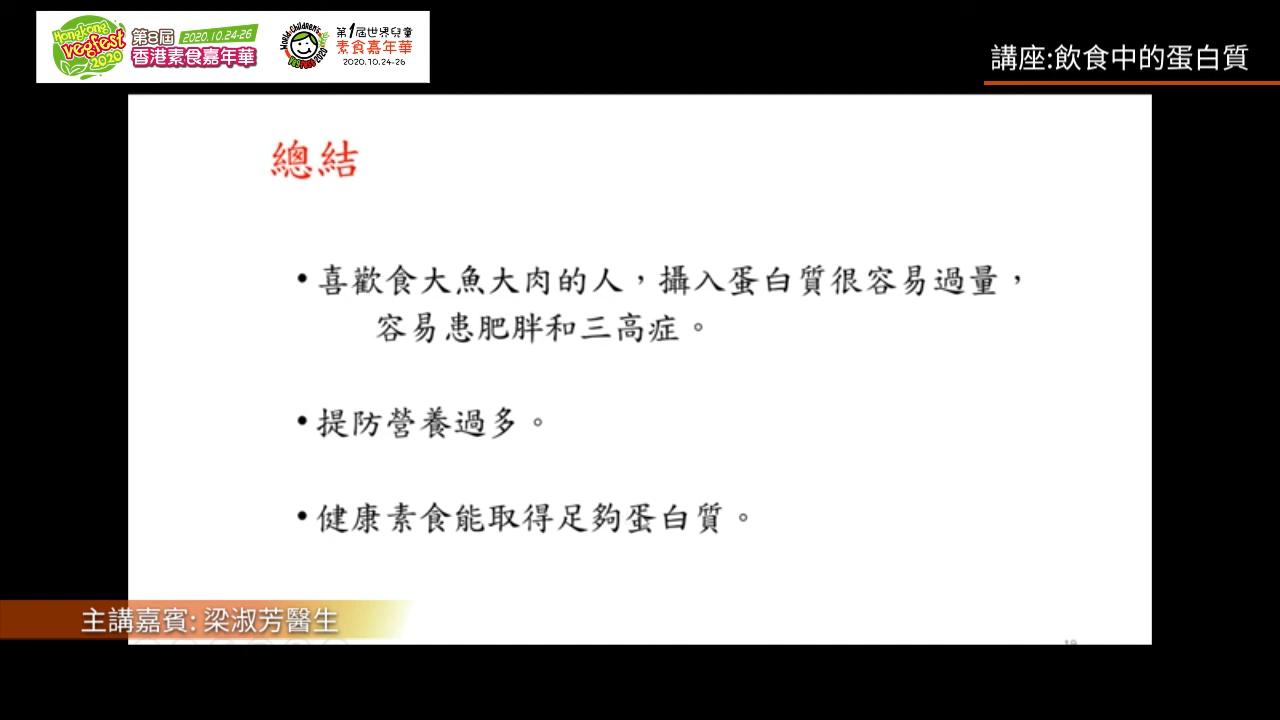 Hongkong
vegfest
2020
第8屆
2020.10.24-26
香港素食嘉年華
World Children's
第1屆世界兒童
素食嘉年華
2020.10.24-26
講座:飲食中的蛋白質
總結
•喜歡食大魚大肉的人，攝入蛋白質很容易過量，
容易患肥胖和三高症。
•提防營養過多。
•健康素食能取得足夠蛋白質。
主講嘉賓: 梁淑芳醫生